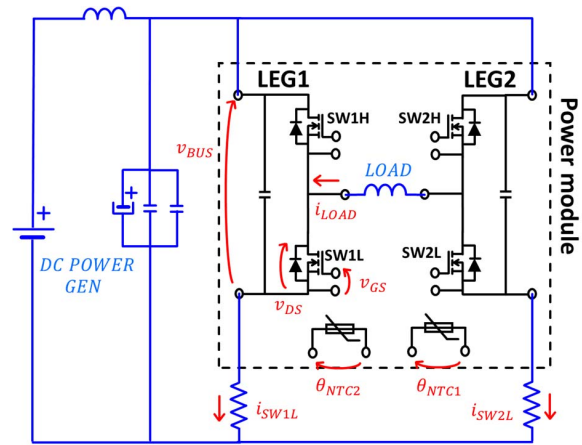 LEG1
LEG2
SW1H
SW2H
v_BUS
LOAD
i_LOAD
Power module
+
+
DC POWER
GEN
SW1L
SW2L
v_DS
v_GS
θ_NTC2
θ_NTC1
i_SW1L
i_SW2L